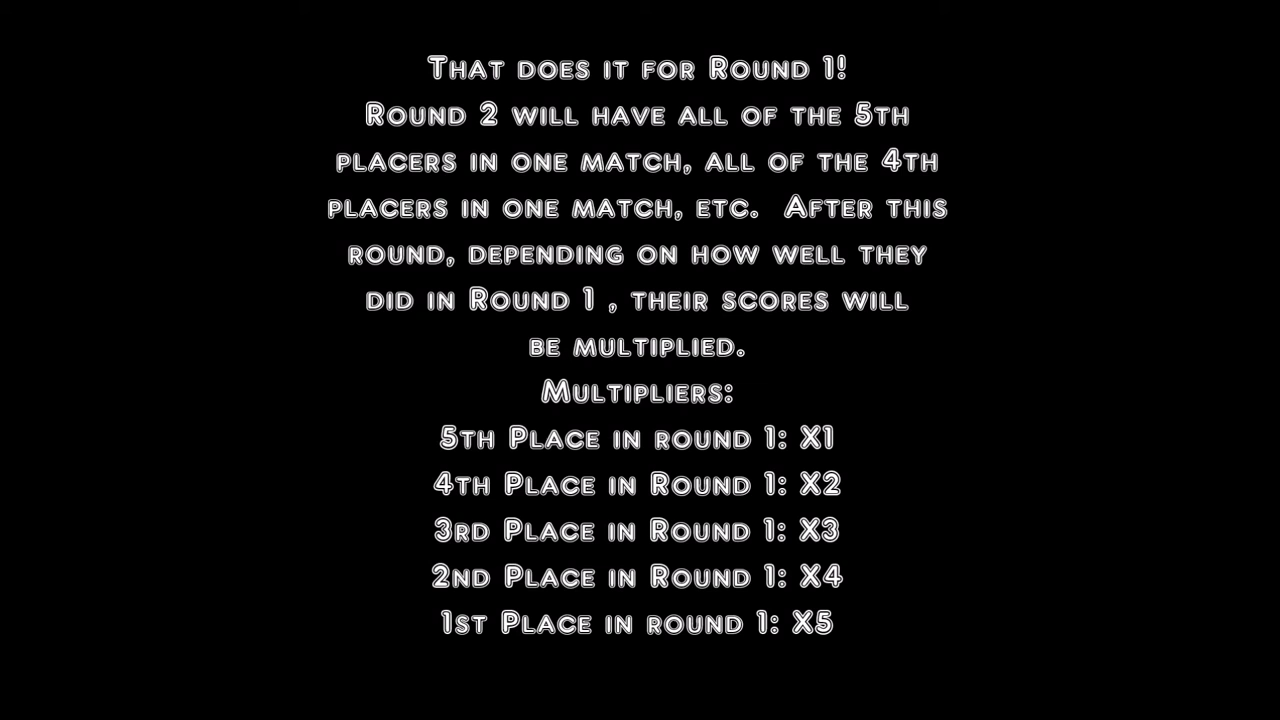 That does it for Round 1!
Round 2 will have all of the 5th
placers in one match, all of the 4th
placers in one match, etc.  After this
round, depending on how well they
did in Round 1 , their scores will
be multiplied.
Multipliers:
5th Place in round 1: X1
4th Place in Round 1: X2
3rd Place in Round 1: X3
2nd Place in Round 1: X4
1st Place in round 1: X5